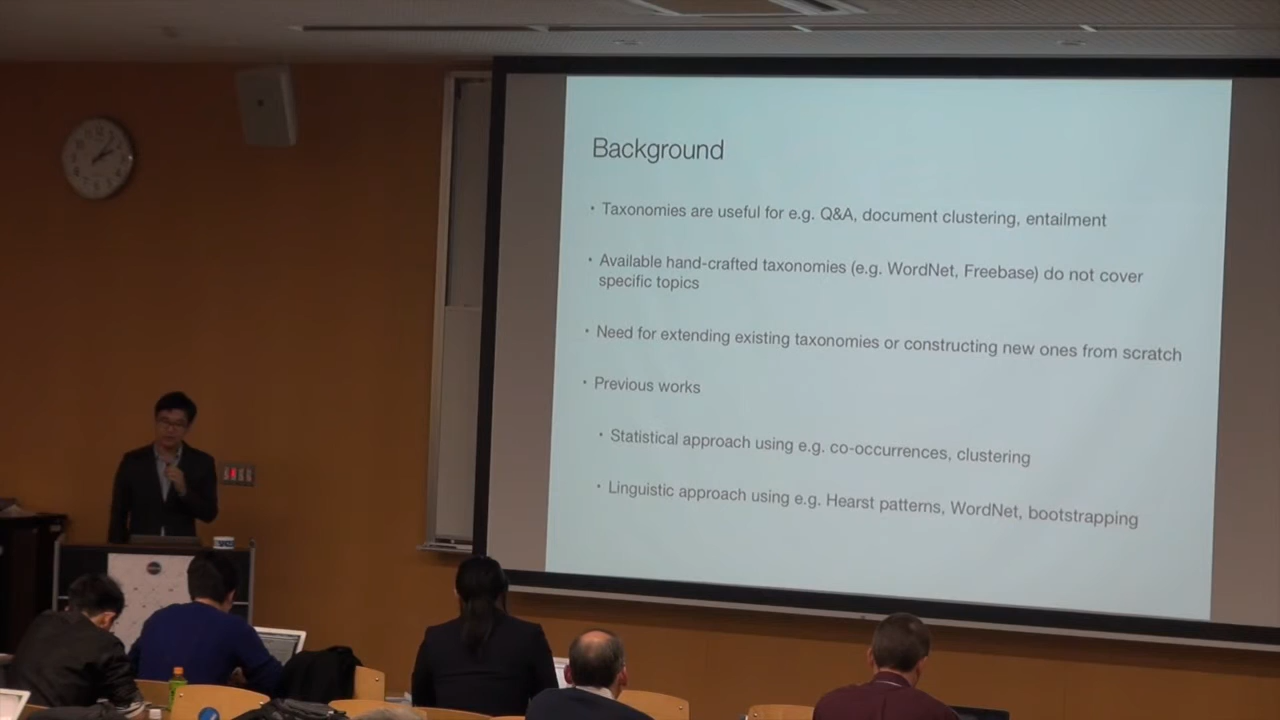 Background
• Taxonomies are useful for e.g. Q&A, document clustering, entailment
• Available hand-crafted taxonomies (e.g. WordNet, Freebase) do not cover
specific topics
• Need for extending existing taxonomies or constructing new ones from scratch
• Previous works
• Statistical approach using e.g. co-occurrences, clustering
• Linguistic approach using e.g. Hearst patterns, WordNet, bootstrapping